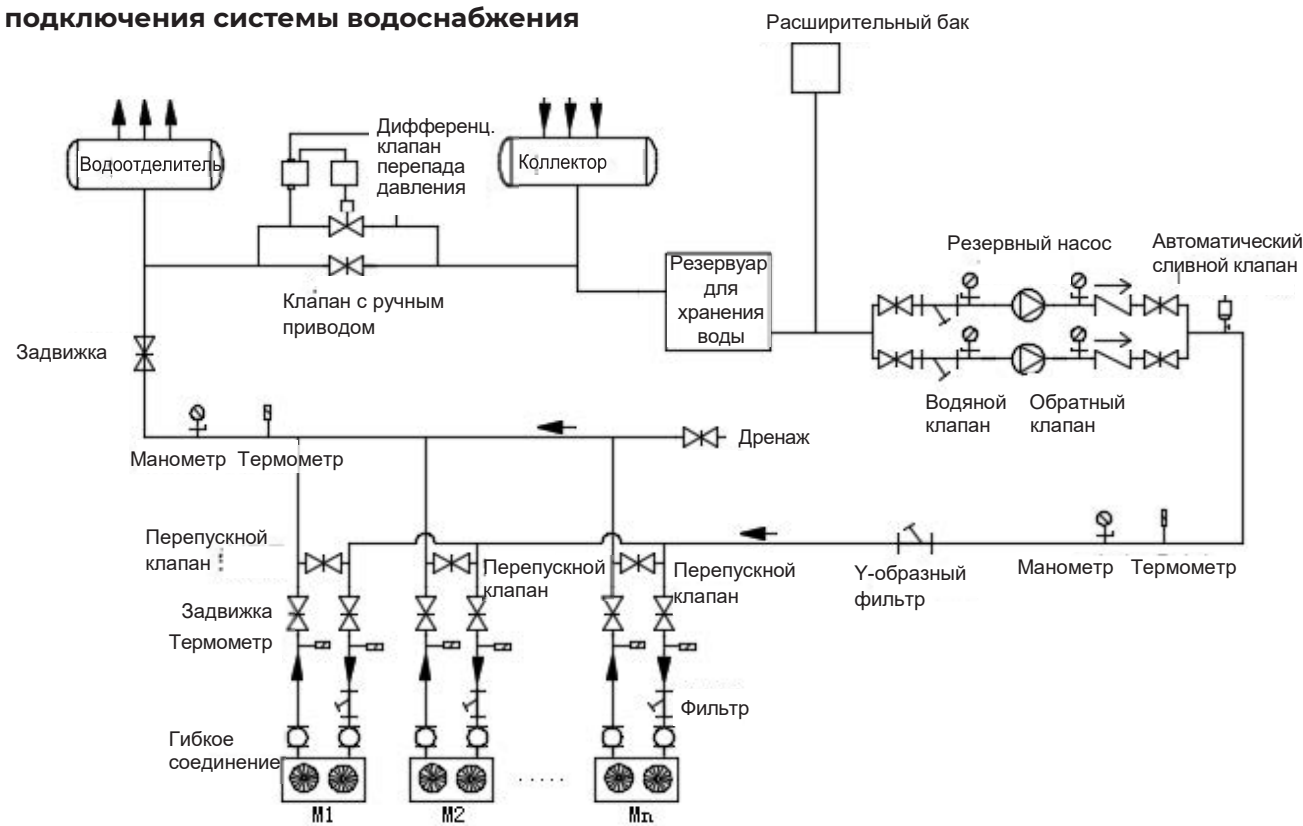 подключения системы водоснабжения
Расширительный бак
Дифференц.
клапан
перепада
давления
Водоотделитель
Коллектор
Резервный насос
Автоматический
сливной клапан
Резервуар
для
хранения
воды
Клапан с ручным
приводом
Задвижка
Водяной
клапан
Обратный
клапан
Дренаж
Манометр
Термометр
Перепускной
клапан
Перепускной
клапан
Перепускной
клапан
Y-образный
фильтр
Манометр
Термометр
Задвижка
Термометр
Фильтр
Гибкое
соединение
M1
M2
.....
Mn